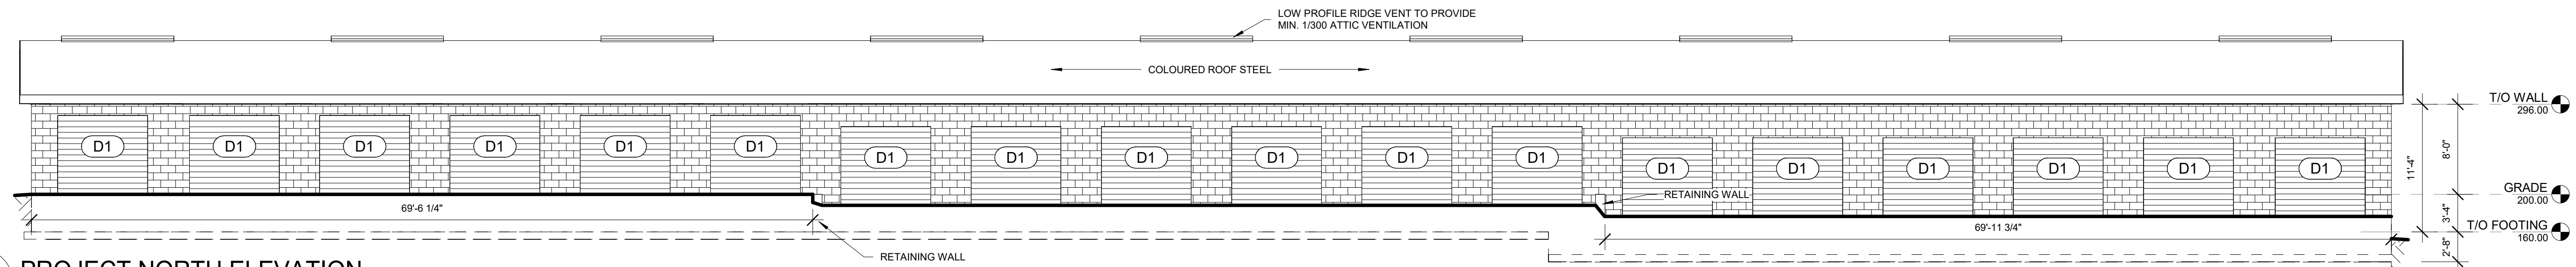 LOW PROFILE RIDGE VENT TO PROVIDE
MIN. 1/300 ATTIC VENTILATION
COLOURED ROOF STEEL
T/O WALL
296.00
D1 D1 D1 D1 D1 D1 D1 D1 D1 D1 D1 D1 D1 D1 D1 D1 D1 D1
11'-4"
8'-0"
RETAINING WALL
GRADE
200.00
69'-6 1/4"
3'-4"
69'-11 3/4"
T/O FOOTING
160.00
2'-8"
RETAINING WALL
PROJECT NORTH ELEVATION